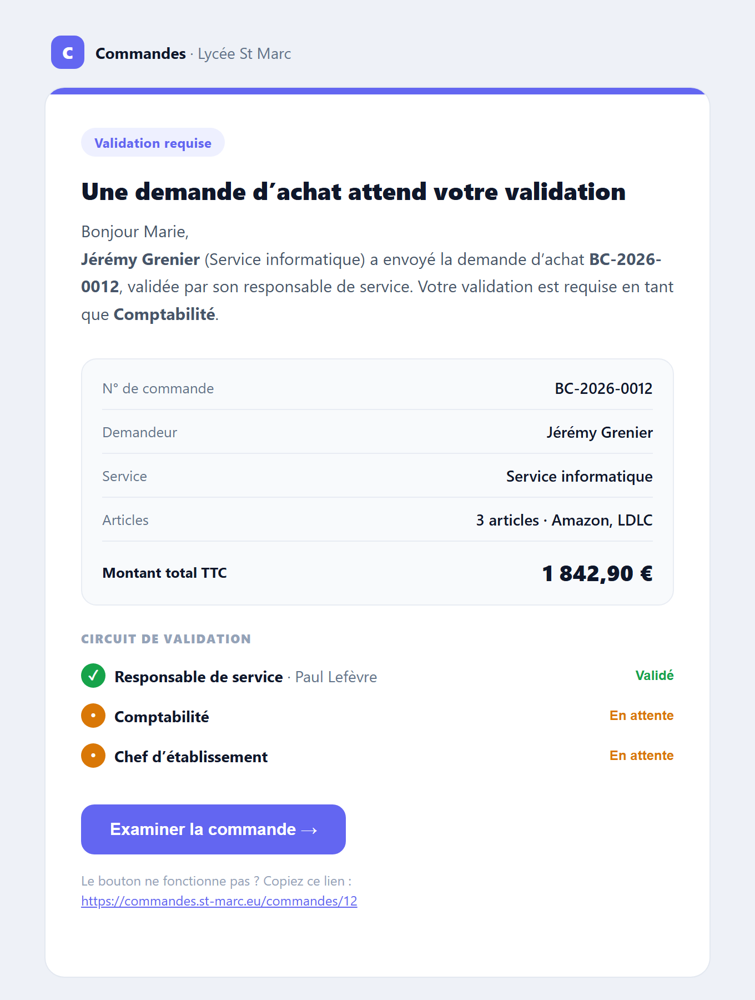 C
Commandes · Lycée St Marc
Validation requise
Une demande d’achat attend votre validation
Bonjour Marie,
Jérémy Grenier (Service informatique) a envoyé la demande d’achat BC-2026-
0012, validée par son responsable de service. Votre validation est requise en tant
que Comptabilité.
N° de commande BC-2026-0012
Demandeur Jérémy Grenier
Service Service informatique
Articles 3 articles · Amazon, LDLC
Montant total TTC 1 842,90 €
CIRCUIT DE VALIDATION
✓ Responsable de service · Paul Lefèvre Validé
• Comptabilité En attente
• Chef d’établissement En attente
Examiner la commande →
Le bouton ne fonctionne pas ? Copiez ce lien :
https://commandes.st-marc.eu/commandes/12